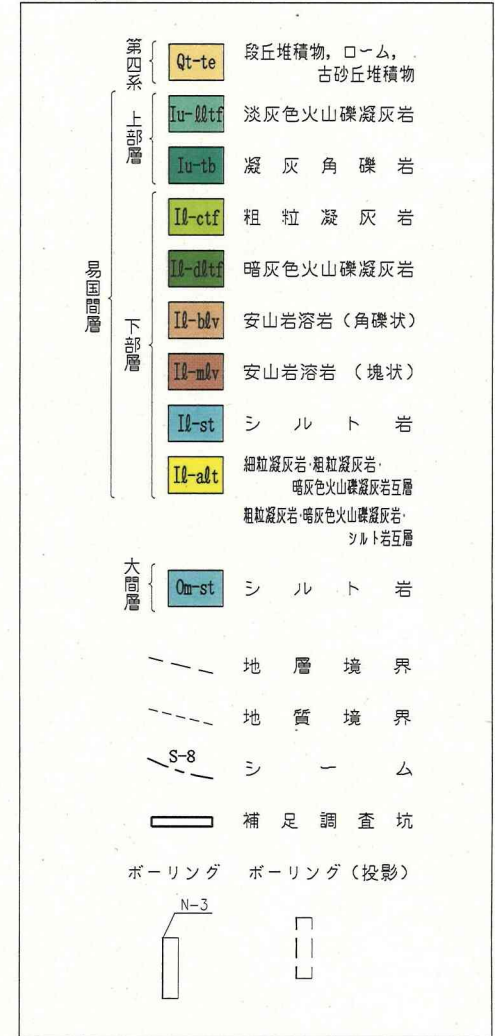 第四系
Qt-te
段丘堆積物，ローム，
古砂丘堆積物
易国間層
上部層
Iu-lltf
淡灰色火山礫凝灰岩
Iu-tb
凝灰角礫岩
下部層
Il-ctf
粗粒凝灰岩
Il-dltf
暗灰色火山礫凝灰岩
Il-blv
安山岩溶岩（角礫状）
Il-mlv
安山岩溶岩（塊状）
Il-st
シルト岩
Il-alt
細粒凝灰岩・粗粒凝灰岩・
暗灰色火山礫凝灰岩互層
粗粒凝灰岩・暗灰色火山礫凝灰岩・
シルト岩互層
大間層
Om-st
シルト岩
地層境界
地質境界
S-8
シーム
補足調査坑
ボーリング
ボーリング（投影）
N-3